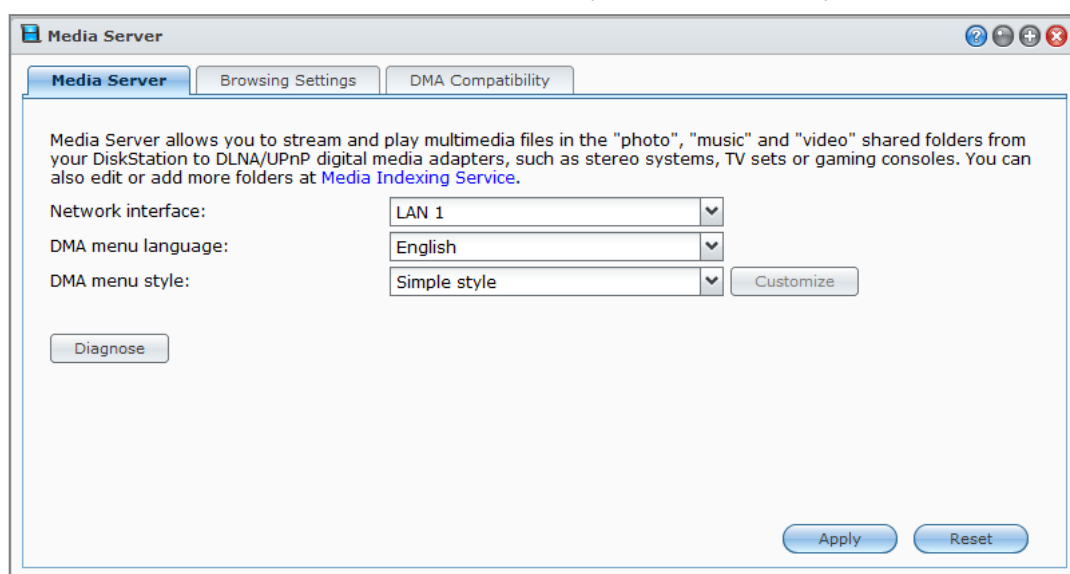 Media Server
Media Server Browsing Settings DMA Compatibility
Media Server allows you to stream and play multimedia files in the "photo", "music" and "video" shared folders from
your DiskStation to DLNA/UPnP digital media adapters, such as stereo systems, TV sets or gaming consoles. You can
also edit or add more folders at Media Indexing Service.
Network interface: LAN 1
DMA menu language: English
DMA menu style: Simple style Customize
Diagnose
Apply Reset